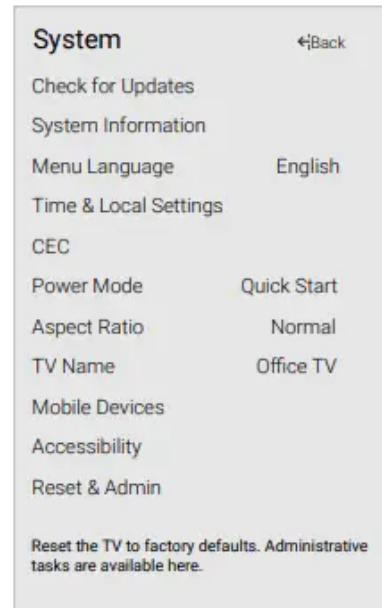 System Back
Check for Updates
System Information
Menu Language English
Time & Local Settings
CEC
Power Mode Quick Start
Aspect Ratio Normal
TV Name Office TV
Mobile Devices
Accessibility
Reset & Admin
Reset the TV to factory defaults. Administrative
tasks are available here.